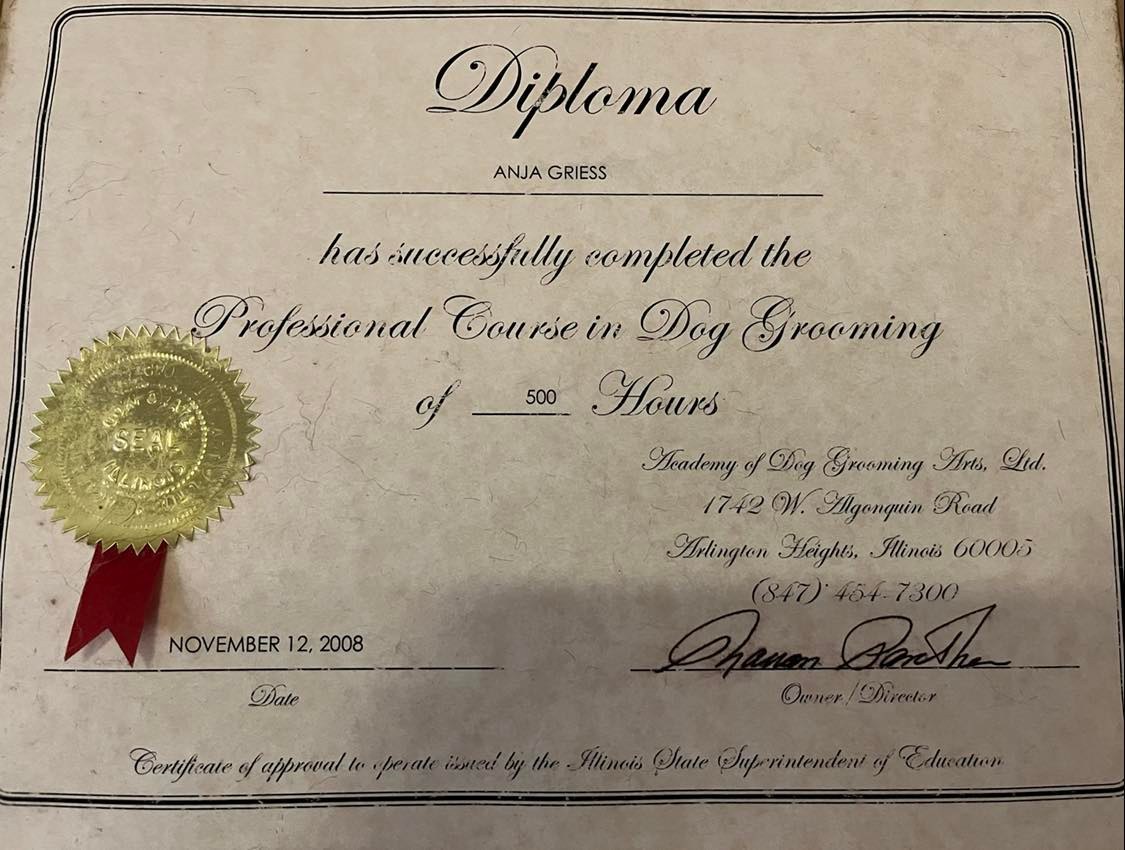 Diploma
ANJA GRIESS
has successfully completed the
Professional Course in Dog Grooming
of 500 Hours
SEAL
ILLINOIS
Academy of Dog Grooming Arts, Ltd.
1742 W. Algonquin Road
Arlington Heights, Illinois 60005
(847) 454-7300
NOVEMBER 12, 2008
Date
Owner/Director
Certificate of approval to operate issued by the Illinois State Superintendent of Education